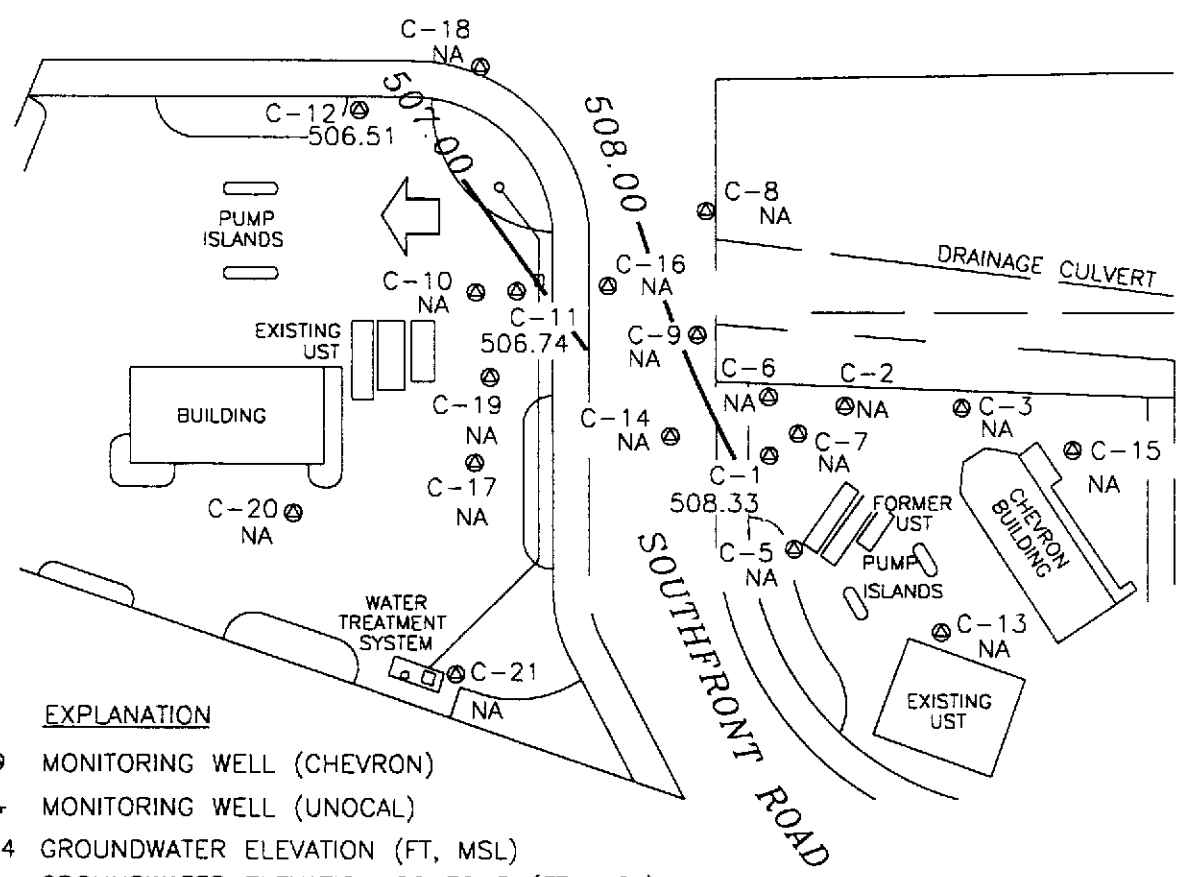 C-18
NA
C-12
506.51
507.00
508.00
C-8
NA
PUMP
ISLANDS
DRAINAGE CULVERT
C-10
NA
C-16
NA
C-11
506.74
EXISTING
UST
C-9
NA
C-6
NA
C-2
NA
C-3
NA
BUILDING
C-19
NA
C-14
NA
C-7
NA
C-15
NA
C-17
NA
C-1
508.33
C-20
NA
FORMER
UST
CHEVRON
BUILDING
C-5
NA
PUMP
ISLANDS
SOUTHFRONT ROAD
WATER
TREATMENT
SYSTEM
C-13
NA
C-21
NA
EXISTING
UST
EXPLANATION
MONITORING WELL (CHEVRON)
MONITORING WELL (UNOCAL)
4 GROUNDWATER ELEVATION (FT, MSL)